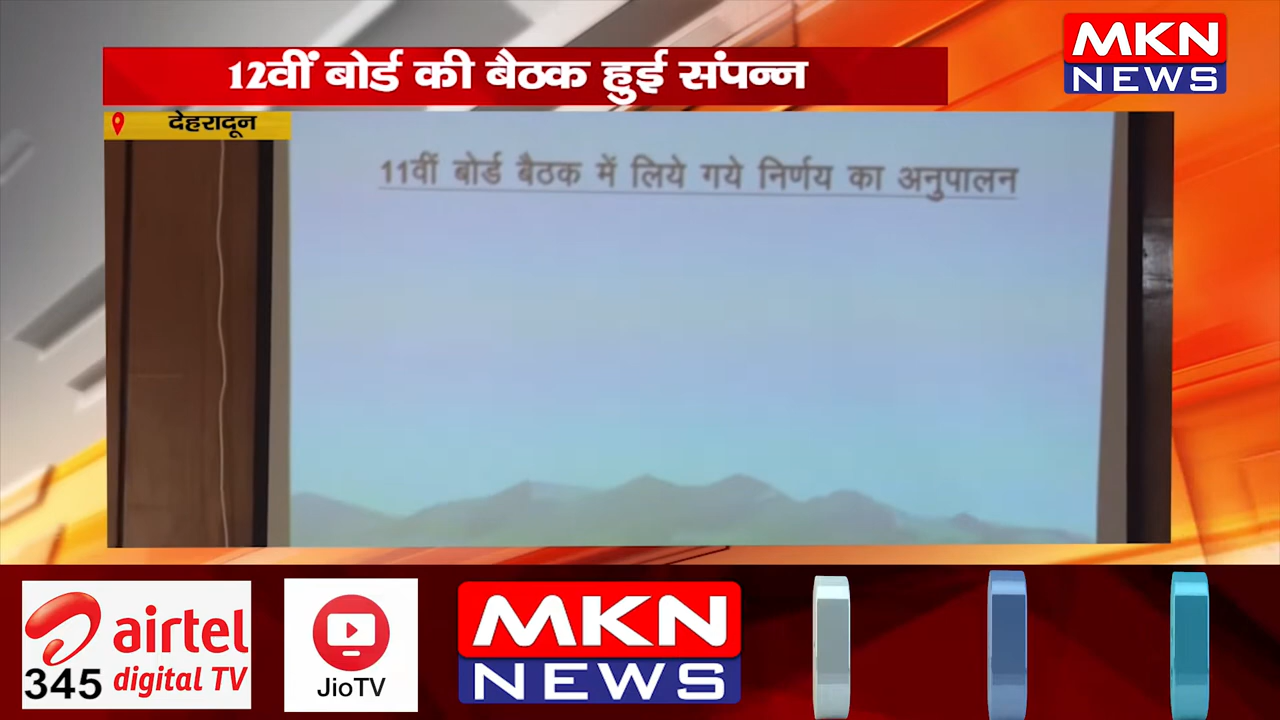 12वीं बोर्ड की बैठक हुई संपन्न
MKN
NEWS
देहरादून
11वीं बोर्ड बैठक में लिये गये निर्णय का अनुपालन
airtel
digital TV
345
JioTV
MKN
NEWS